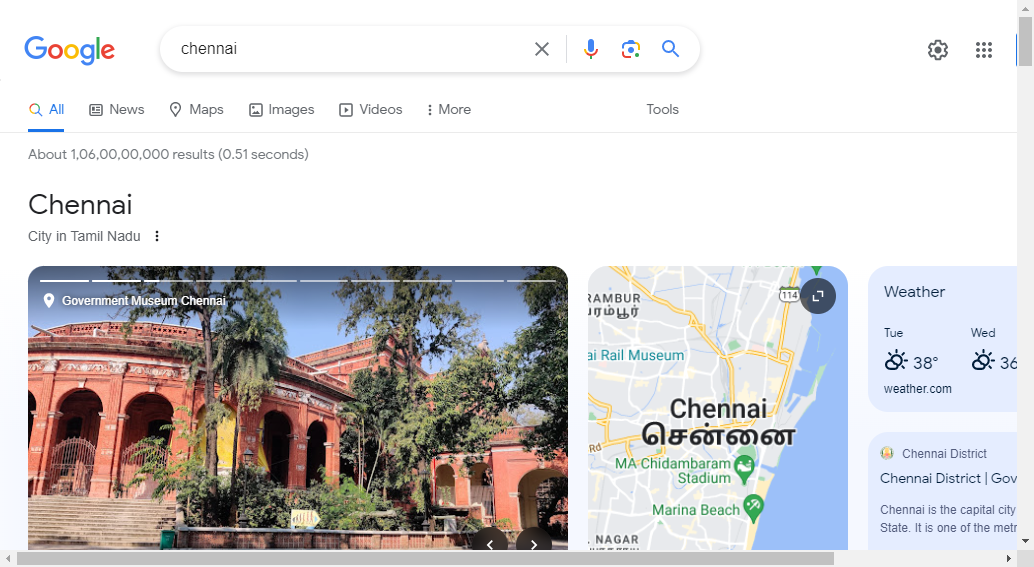 Google
chennai
All
News
Maps
Images
Videos
More
Tools
About 1,06,00,00,000 results (0.51 seconds)
Chennai
City in Tamil Nadu
Government Museum Chennai
RAMBUR
114
ai Rail Museum
Chennai
சென்னை
Rd
MA Chidambaram
Stadium
Marina Beach
. NAGAR
Weather
Tue
Wed
38°
36
weather.com
Chennai District
Chennai District | Gov
Chennai is the capital city
State. It is one of the metr